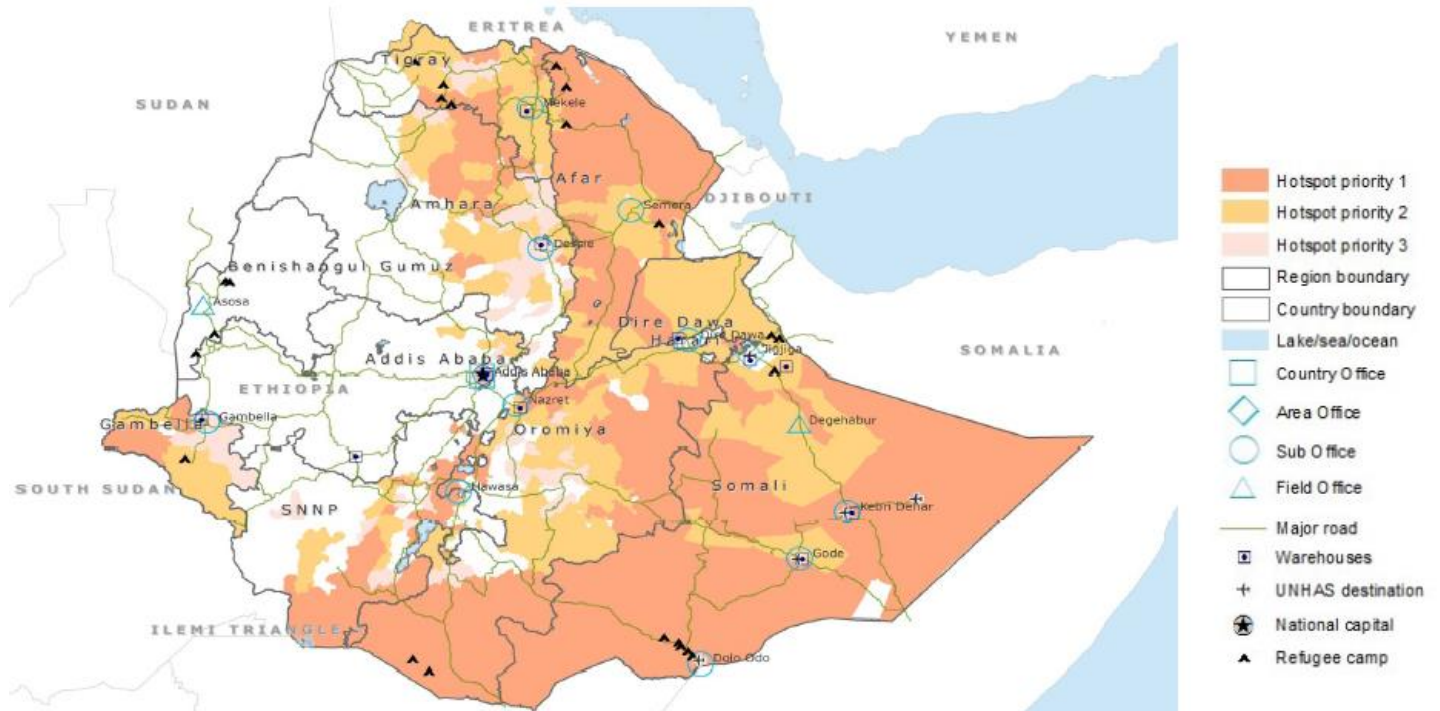 ERITREA
YEMEN
Tigray
SUDAN
Mekele
Afar
Amhara
Semera
DJIBOUTI
Dessie
Benishangul Gumuz
Asosa
Dire Dawa
Dire Dawa
Harari
Jigjiga
SOMALIA
Addis Ababa
Addis Ababa
ETHIOPIA
Nazret
Gambella
Gambella
Oromiya
Degehabur
SOUTH SUDAN
Hawasa
Somali
SNNP
Kebri Dehar
Gode
ILEMI TRIANGLE
Dolo Odo
Hotspot priority 1
Hotspot priority 2
Hotspot priority 3
Region boundary
Country boundary
Lake/sea/ocean
Country Office
Area Office
Sub Office
Field Office
Major road
Warehouses
UNHAS destination
National capital
Refugee camp